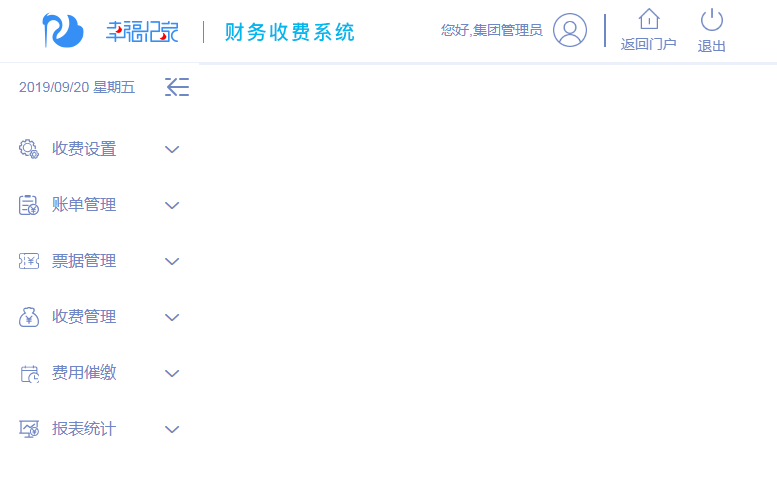 幸福记家
财务收费系统
您好,集团管理员
返回门户
退出
2019/09/20 星期五
收费设置
账单管理
票据管理
收费管理
费用催缴
报表统计